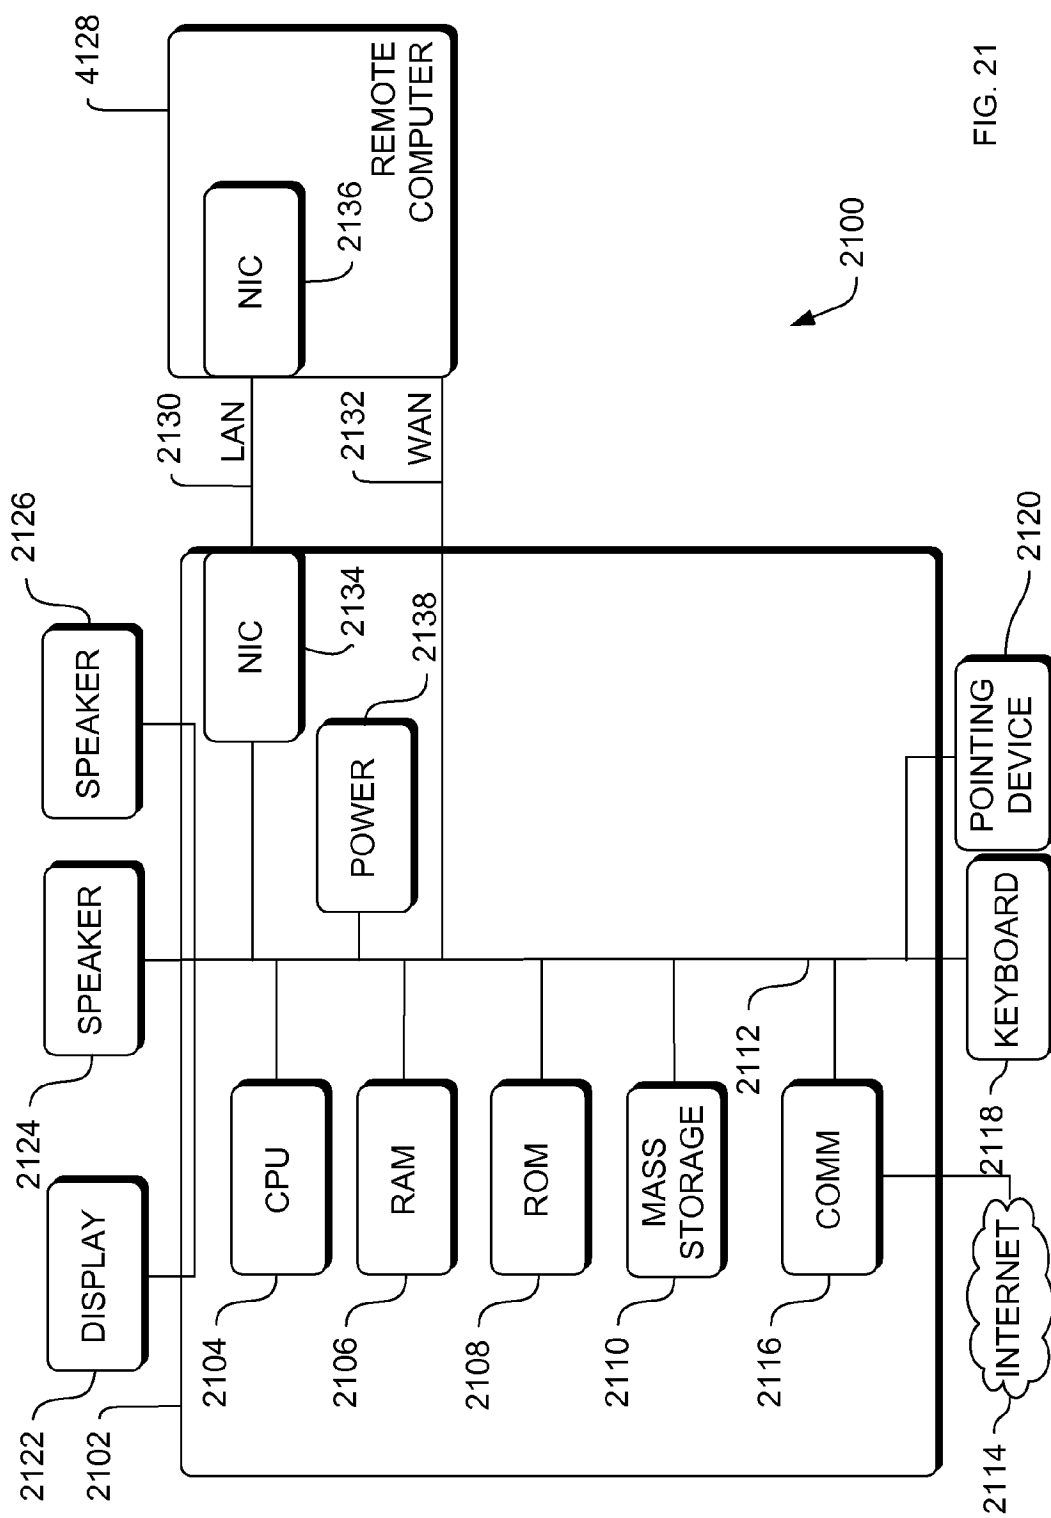 2122
DISPLAY
2124
SPEAKER
2126
SPEAKER
4128
2102
2104
CPU
NIC
2134
2130
LAN
NIC
2136
REMOTE
COMPUTER
2106
RAM
POWER
2138
2132
WAN
2108
ROM
2110
MASS
STORAGE
2112
2116
COMM
2100
2114
INTERNET
2118
KEYBOARD
2120
POINTING
DEVICE
FIG. 21